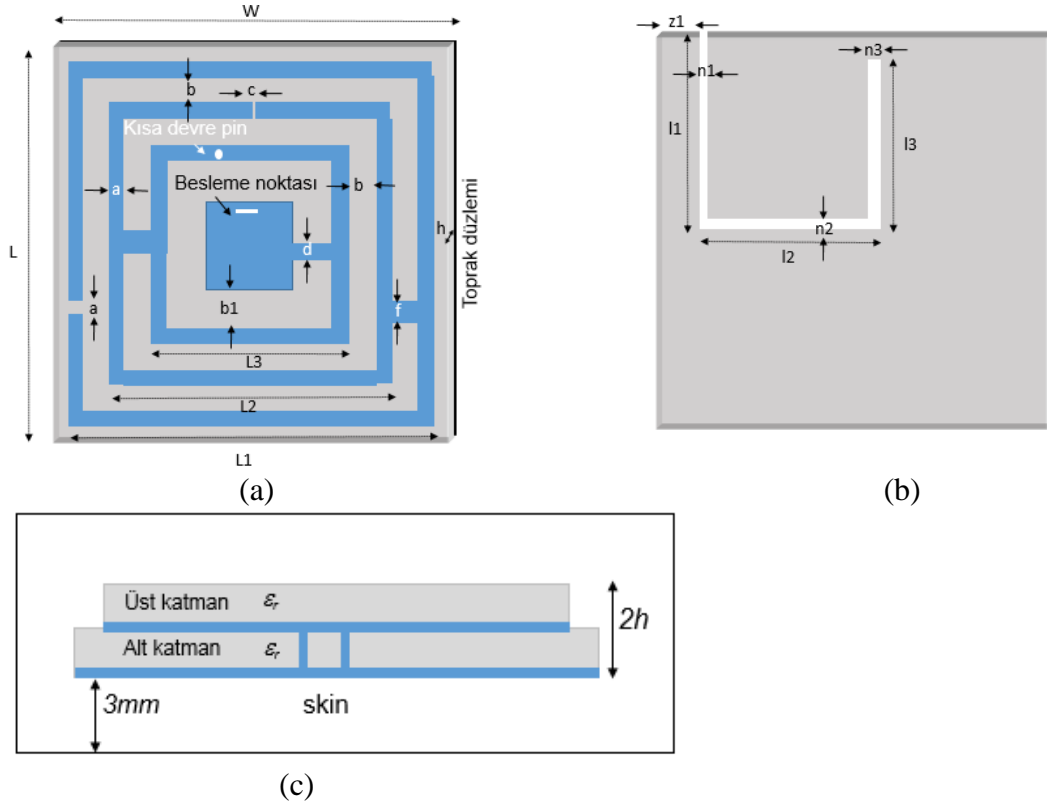 W
b
c
Kısa devre pin
a
Besleme noktası
b
h
L
d
Toprak düzlemi
a
b1
f
L3
L2
L1
(a)
z1
n1
n3
l1
l3
n2
l2
(b)
Üst katman εr
2h
Alt katman εr
3mm
skin
(c)